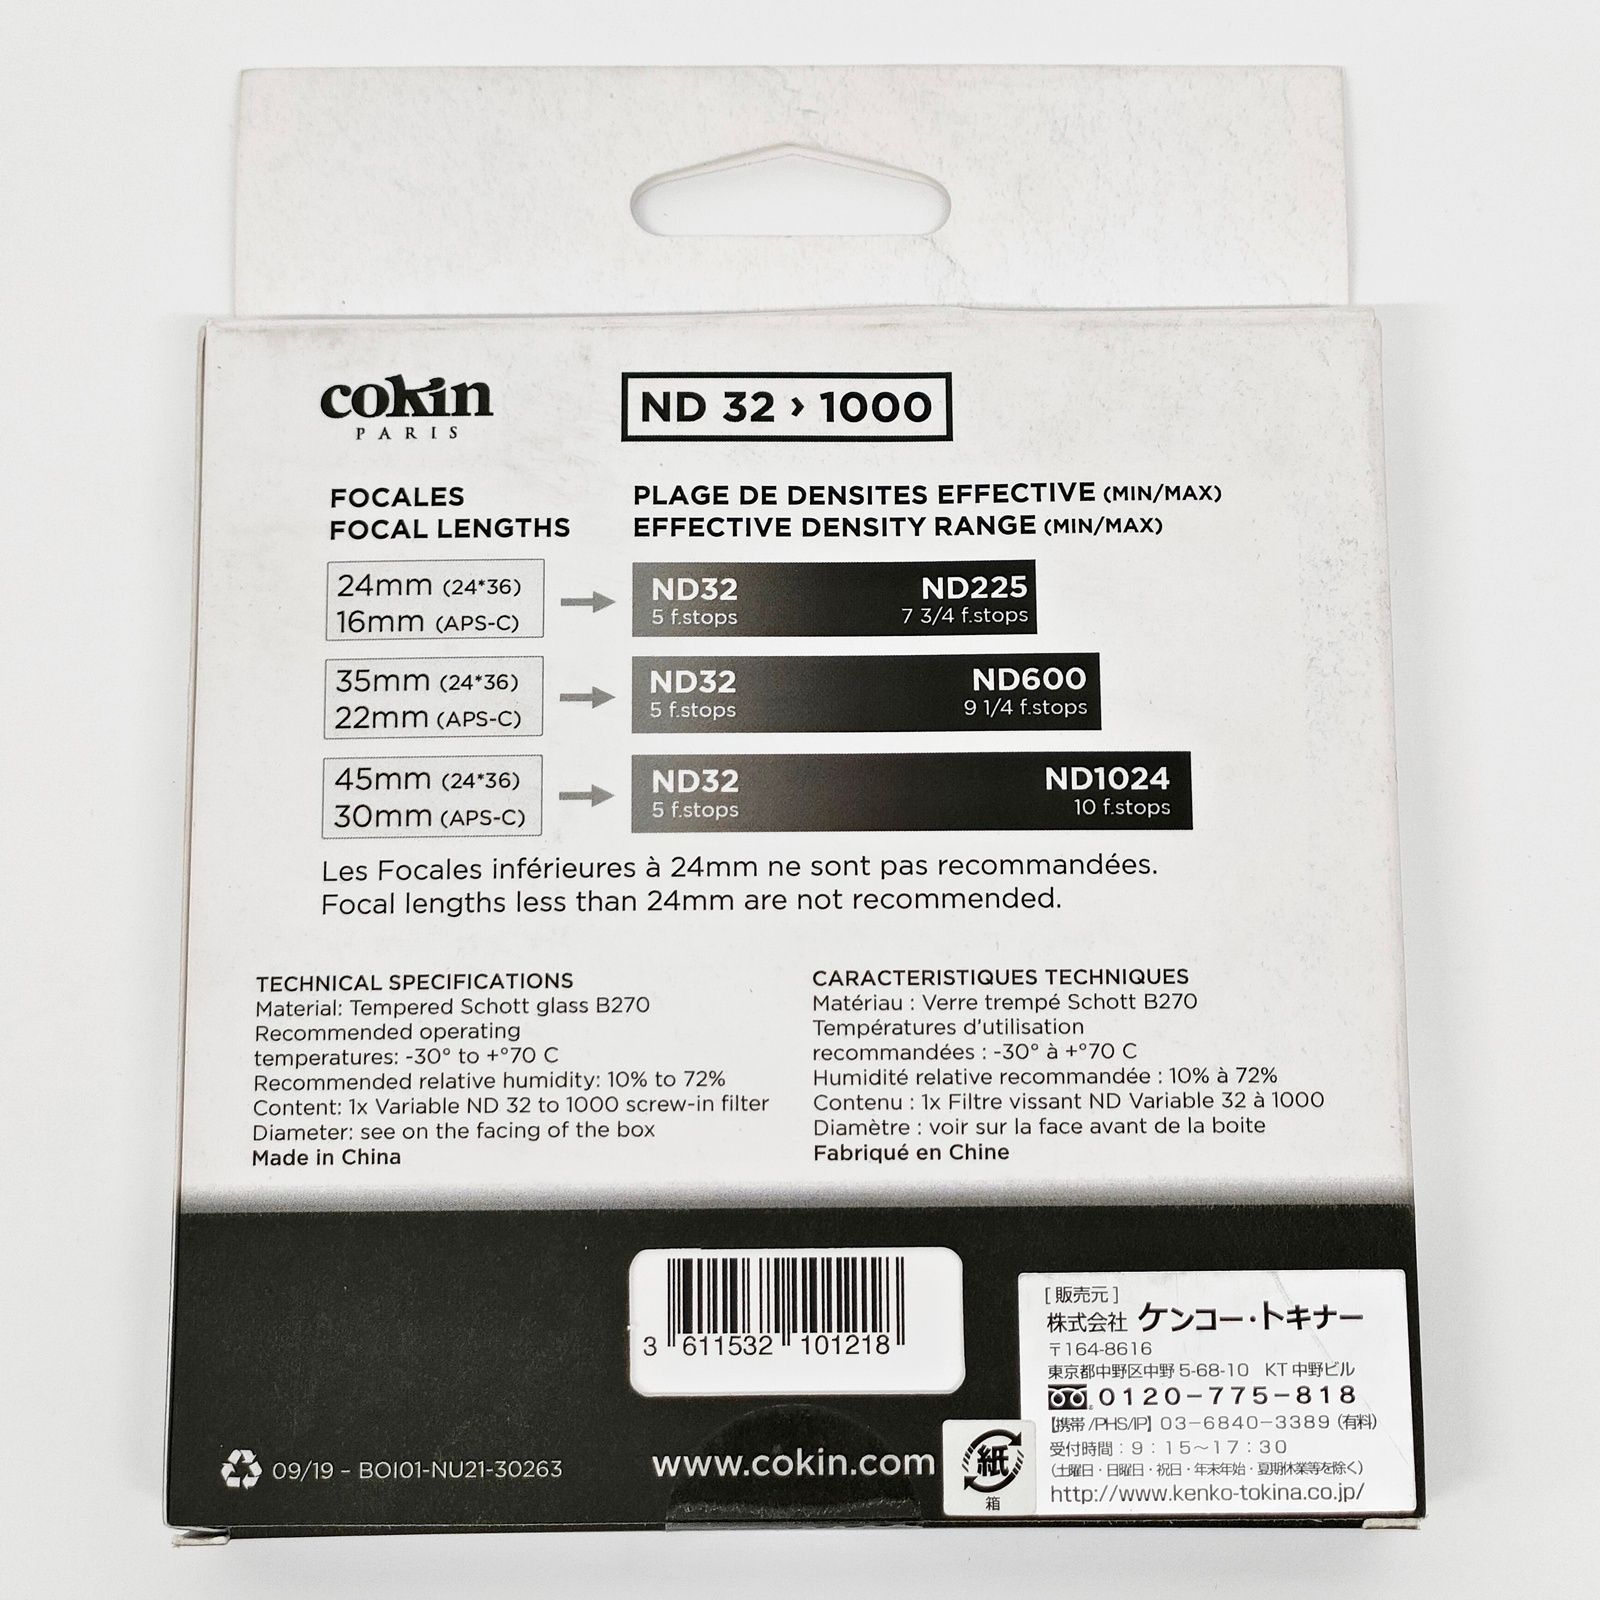 cokin
PARIS
ND 32 › 1000
FOCALES
FOCAL LENGTHS
PLAGE DE DENSITES EFFECTIVE (MIN/MAX)
EFFECTIVE DENSITY RANGE (MIN/MAX)
24mm (24*36)
16mm (APS-C)
ND32 ND225
5 f.stops 7 3/4 f.stops
35mm (24*36)
22mm (APS-C)
ND32 ND600
5 f.stops 9 1/4 f.stops
45mm (24*36)
30mm (APS-C)
ND32 ND1024
5 f.stops 10 f.stops
Les Focales inférieures à 24mm ne sont pas recommandées.
Focal lengths less than 24mm are not recommended.
TECHNICAL SPECIFICATIONS
Material: Tempered Schott glass B270
Recommended operating
temperatures: -30° to +°70 C
Recommended relative humidity: 10% to 72%
Content: 1x Variable ND 32 to 1000 screw-in filter
Diameter: see on the facing of the box
Made in China
CARACTERISTIQUES TECHNIQUES
Matériau : Verre trempé Schott B270
Températures d'utilisation
recommandées : -30° à +°70 C
Humidité relative recommandée : 10% à 72%
Contenu : 1x Filtre vissant ND Variable 32 à 1000
Diamètre : voir sur la face avant de la boite
Fabriqué en Chine
3 611532 101218
09/19 – BOI01-NU21-30263
www.cokin.com
紙
箱
[ 販売元 ]
株式会社 ケンコー・トキナー
〒164-8616
東京都中野区中野 5-68-10 KT 中野ビル
0120-775-818
【携帯/PHS/IP】03-6840-3389 (有料)
受付時間：9：15～17：30
(土曜日・日曜日・祝日・年末年始・夏期休業等を除く)
http://www.kenko-tokina.co.jp/